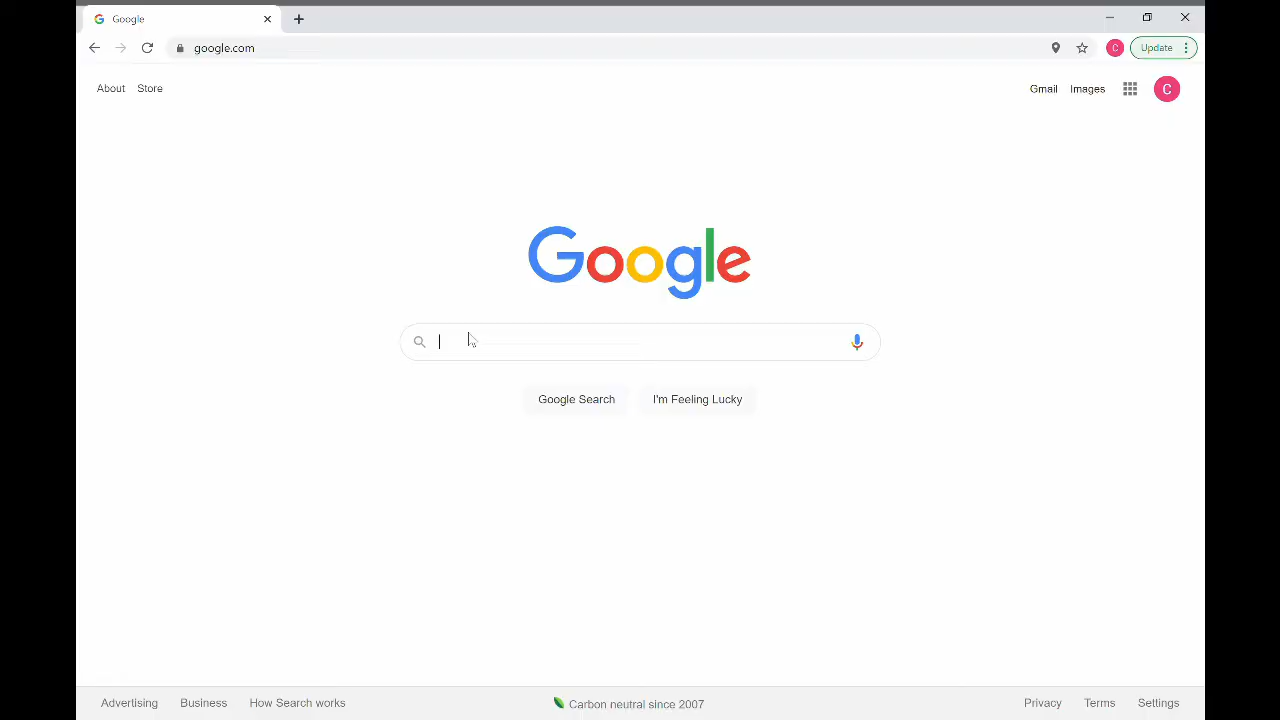 Google
google.com
C
Update
About Store
Gmail Images
C
Google
Google Search I'm Feeling Lucky
Advertising Business How Search works
Carbon neutral since 2007
Privacy Terms Settings